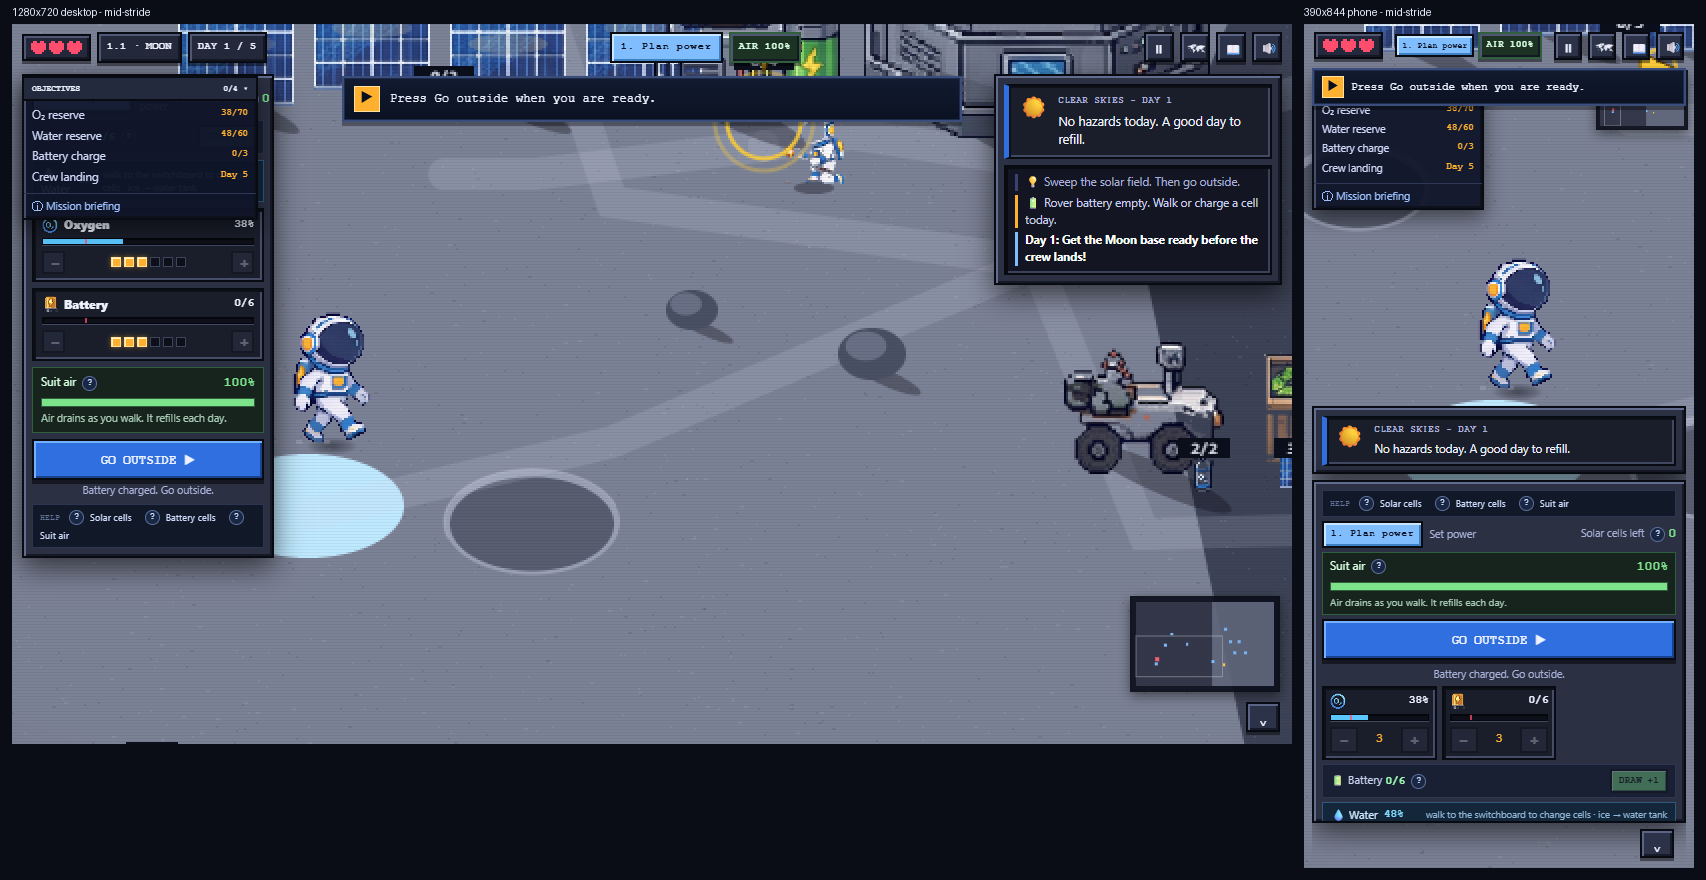 1280x720 desktop - mid-stride
1.1 · MOON
DAY 1 / 5
1. Plan power
AIR 100%
OBJECTIVES 0/4
O₂ reserve 38/70
Water reserve 48/60
Battery charge 0/3
Crew landing Day 5
Mission briefing
Press Go outside when you are ready.
CLEAR SKIES - DAY 1
No hazards today. A good day to
refill.
Sweep the solar field. Then go outside.
Rover battery empty. Walk or charge a cell
today.
Day 1: Get the Moon base ready before the
crew lands!
Oxygen 38%
− +
Battery 0/6
− +
Suit air ? 100%
Air drains as you walk. It refills each day.
GO OUTSIDE ▶
Battery charged. Go outside.
HELP ? Solar cells ? Battery cells ?
Suit air
2/2
v
390x844 phone - mid-stride
1. Plan power
AIR 100%
Press Go outside when you are ready.
O₂ reserve 38/70
Water reserve 48/60
Battery charge 0/3
Crew landing Day 5
Mission briefing
CLEAR SKIES - DAY 1
No hazards today. A good day to refill.
HELP ? Solar cells ? Battery cells ? Suit air
1. Plan power Set power Solar cells left ? 0
Suit air ? 100%
Air drains as you walk. It refills each day.
GO OUTSIDE ▶
Battery charged. Go outside.
38% 0/6
− 3 + − 3 +
Battery 0/6 ? DRAW +1
Water 48% walk to the switchboard to change cells · ice → water tank
v